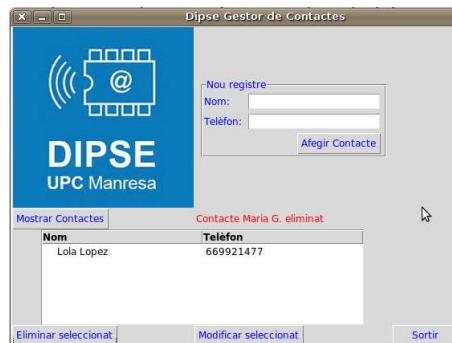 Dipse Gestor de Contactes
@
DIPSE
UPC Manresa
Nou registre
Nom:
Telèfon:
Afegir Contacte
Mostrar Contactes
Contacte Maria G. eliminat
Nom Telèfon
Lola Lopez 669921477
Eliminar seleccionat
Modificar seleccionat
Sortir